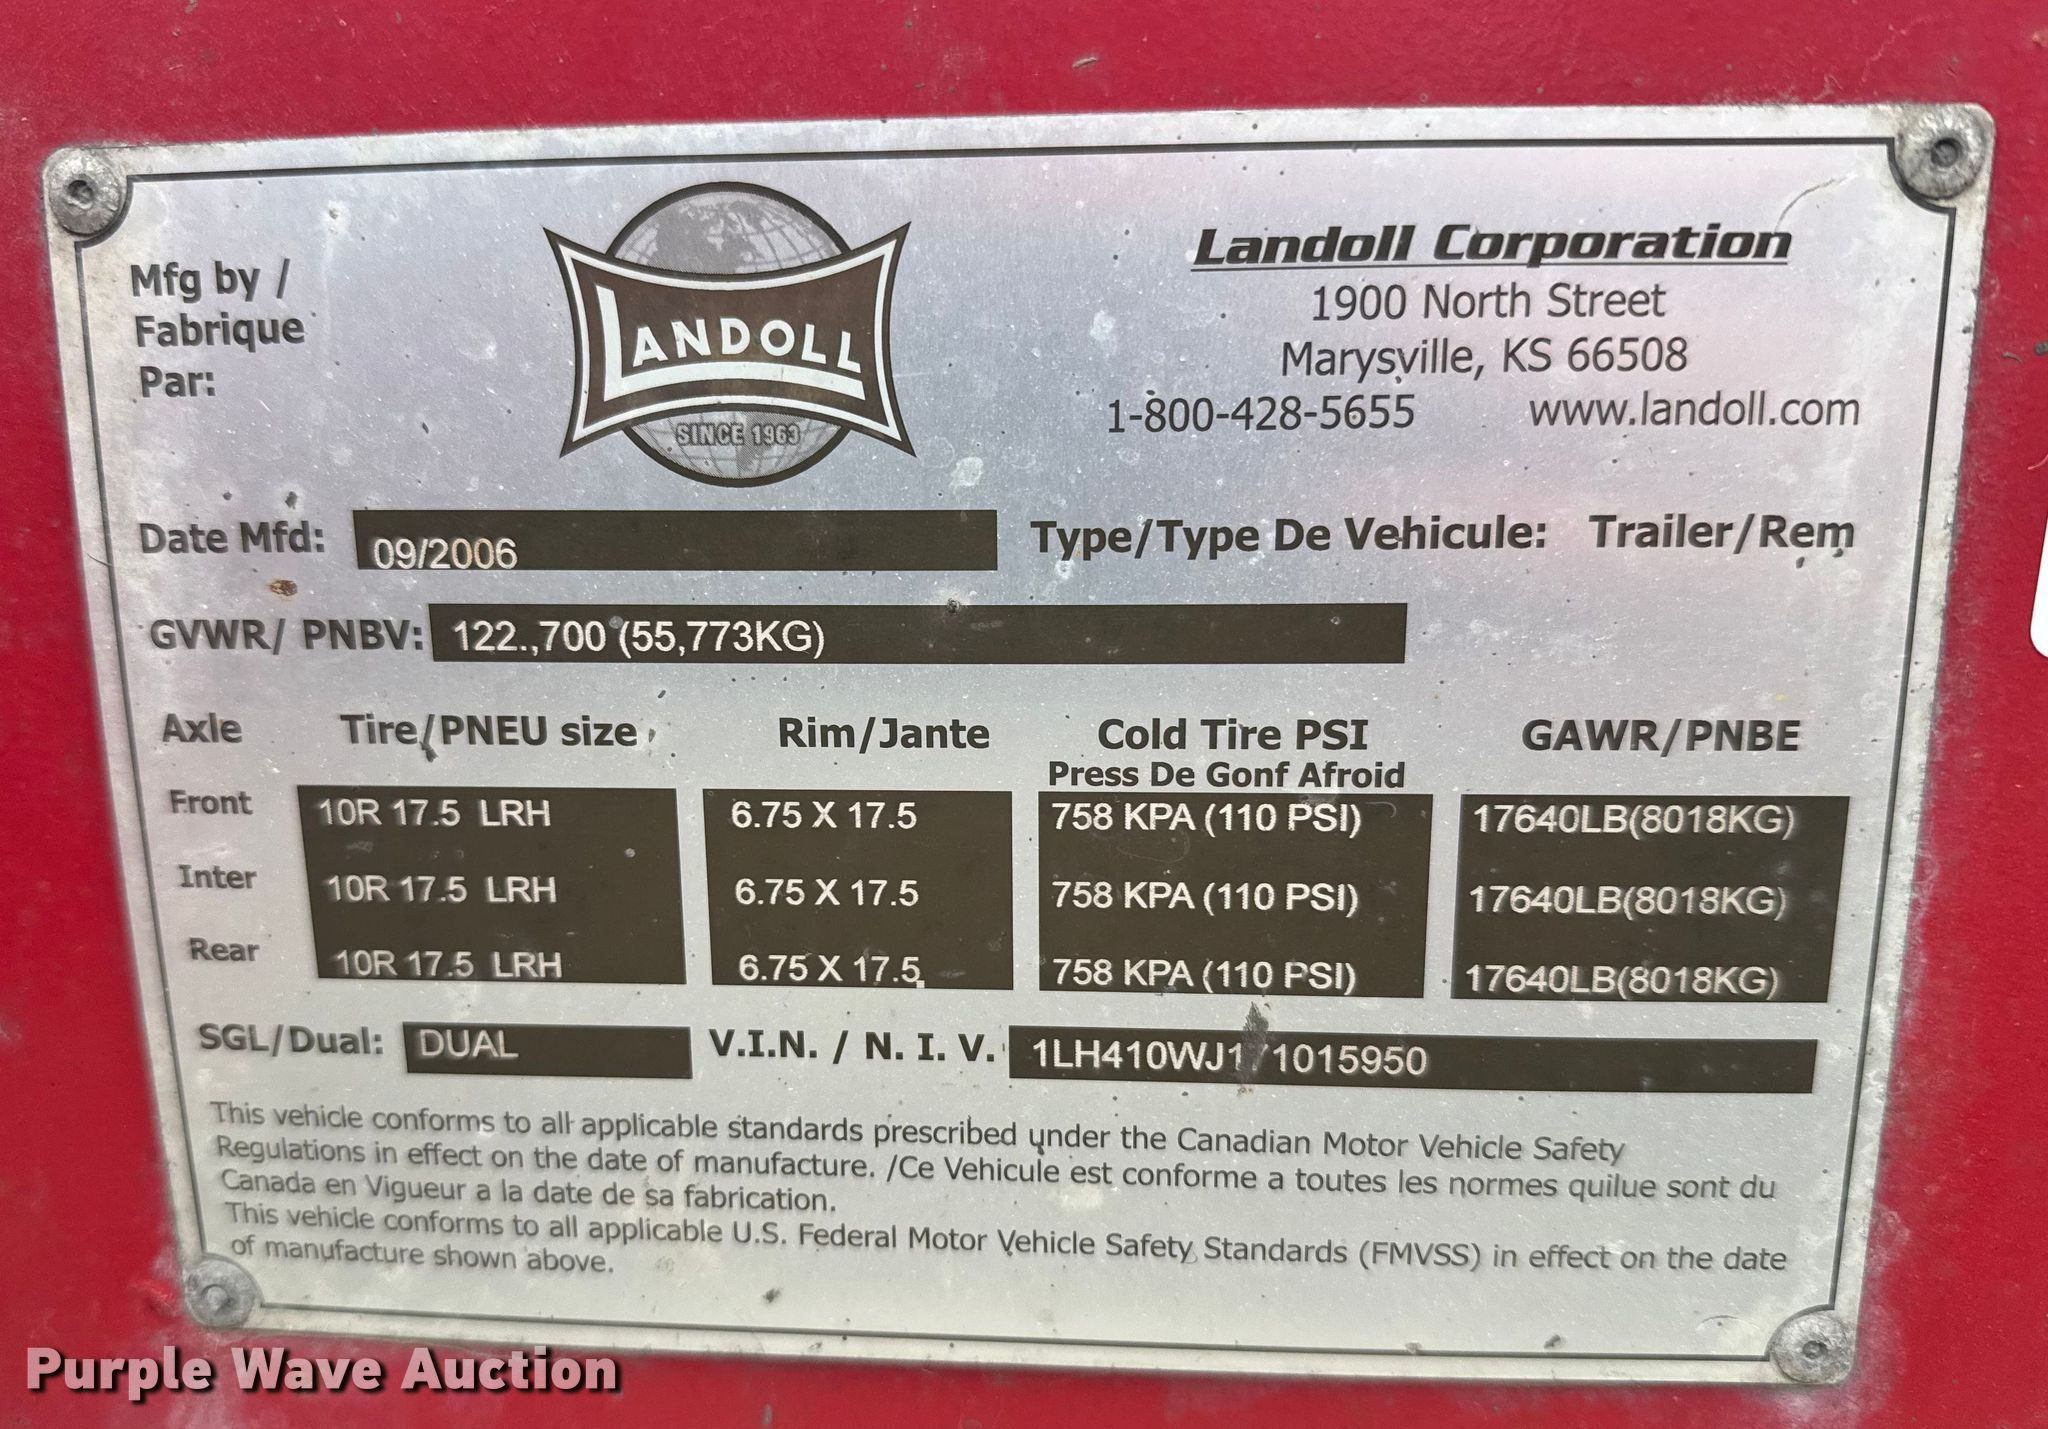 Mfg by /
Fabrique
Par:
LANDOLL
SINCE 1963
Landoll Corporation
1900 North Street
Marysville, KS 66508
1-800-428-5655 www.landoll.com
Date Mfd: 09/2006 Type/Type De Vehicule: Trailer/Rem
GVWR/ PNBV: 122.,700 (55,773KG)
Axle Tire/PNEU size Rim/Jante Cold Tire PSI GAWR/PNBE
Press De Gonf Afroid
Front 10R 17.5 LRH 6.75 X 17.5 758 KPA (110 PSI) 17640LB(8018KG)
Inter 10R 17.5 LRH 6.75 X 17.5 758 KPA (110 PSI) 17640LB(8018KG)
Rear 10R 17.5 LRH 6.75 X 17.5 758 KPA (110 PSI) 17640LB(8018KG)
SGL/Dual: DUAL V.I.N. / N. I. V.
This vehicle conforms to all applicable standards prescribed under the Canadian Motor Vehicle Safety
Regulations in effect on the date of manufacture. /Ce Vehicule est conforme a toutes les normes quilue sont du
Canada en Vigueur a la date de sa fabrication.
This vehicle conforms to all applicable U.S. Federal Motor Vehicle Safety Standards (FMVSS) in effect on the date
of manufacture shown above.
Purple Wave Auction